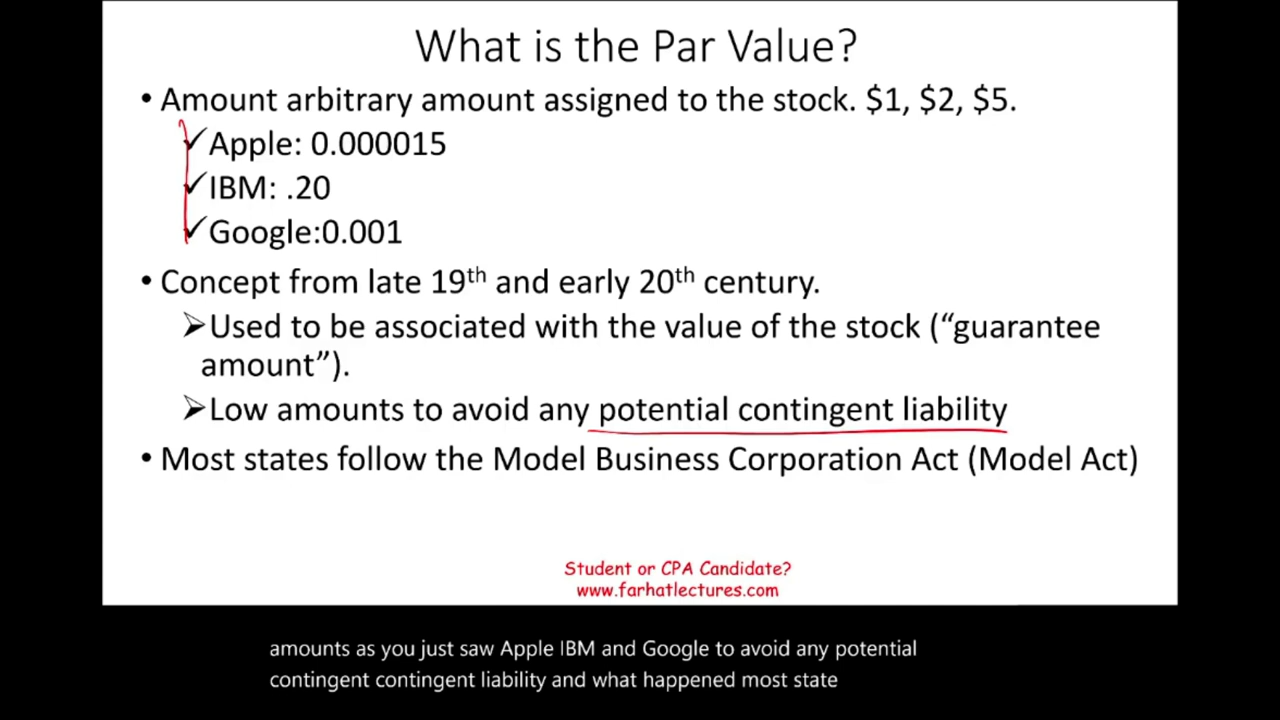 What is the Par Value?
• Amount arbitrary amount assigned to the stock. $1, $2, $5.
✓Apple: 0.000015
✓IBM: .20
✓Google:0.001
• Concept from late 19th and early 20th century.
➢Used to be associated with the value of the stock (“guarantee
amount”).
➢Low amounts to avoid any potential contingent liability
• Most states follow the Model Business Corporation Act (Model Act)
Student or CPA Candidate?
www.farhatlectures.com
amounts as you just saw Apple IBM and Google to avoid any potential
contingent contingent liability and what happened most state